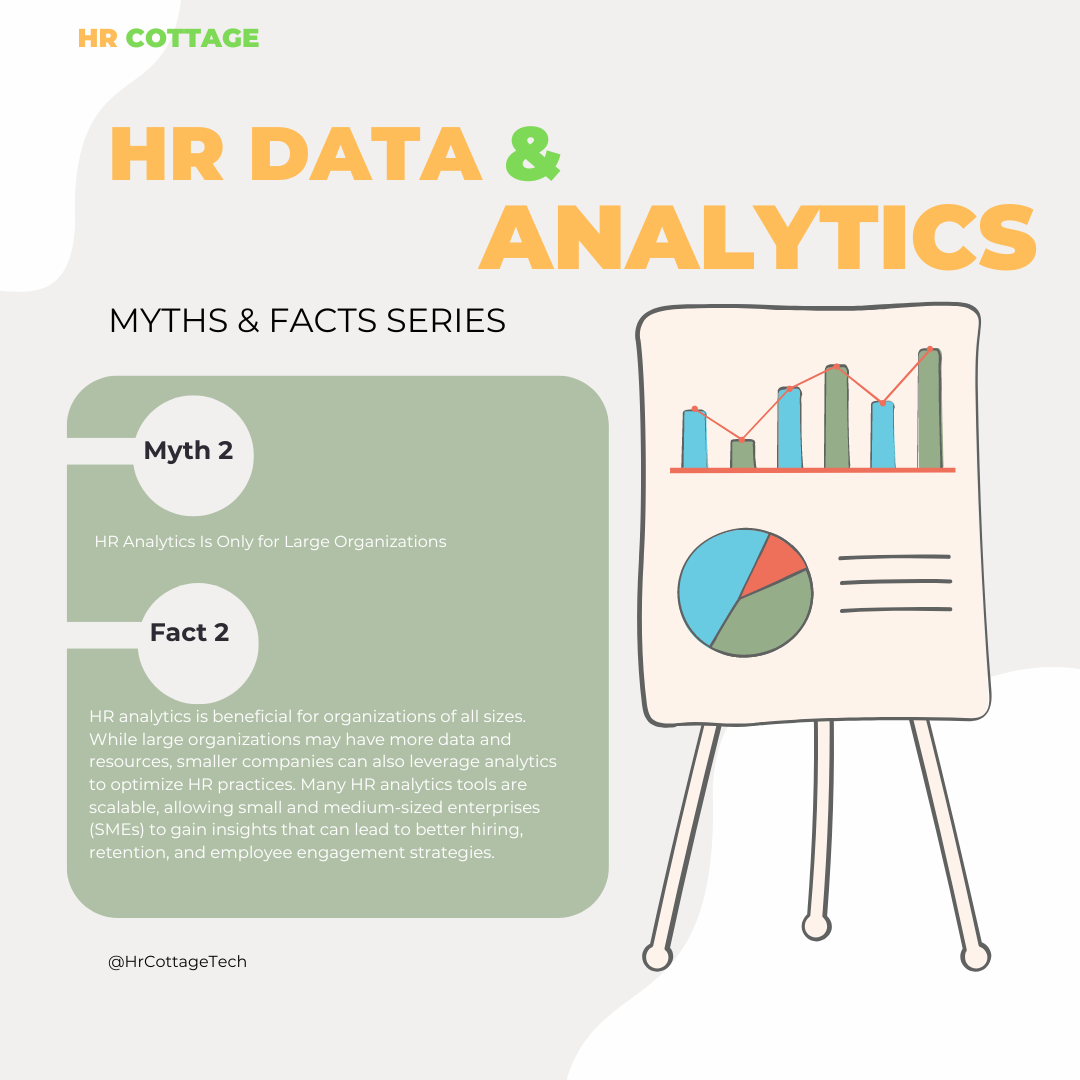 HR COTTAGE
HR DATA &
ANALYTICS
MYTHS & FACTS SERIES
Myth 2
HR Analytics Is Only for Large Organizations
Fact 2
HR analytics is beneficial for organizations of all sizes.
While large organizations may have more data and
resources, smaller companies can also leverage analytics
to optimize HR practices. Many HR analytics tools are
scalable, allowing small and medium-sized enterprises
(SMEs) to gain insights that can lead to better hiring,
retention, and employee engagement strategies.
@HrCottageTech